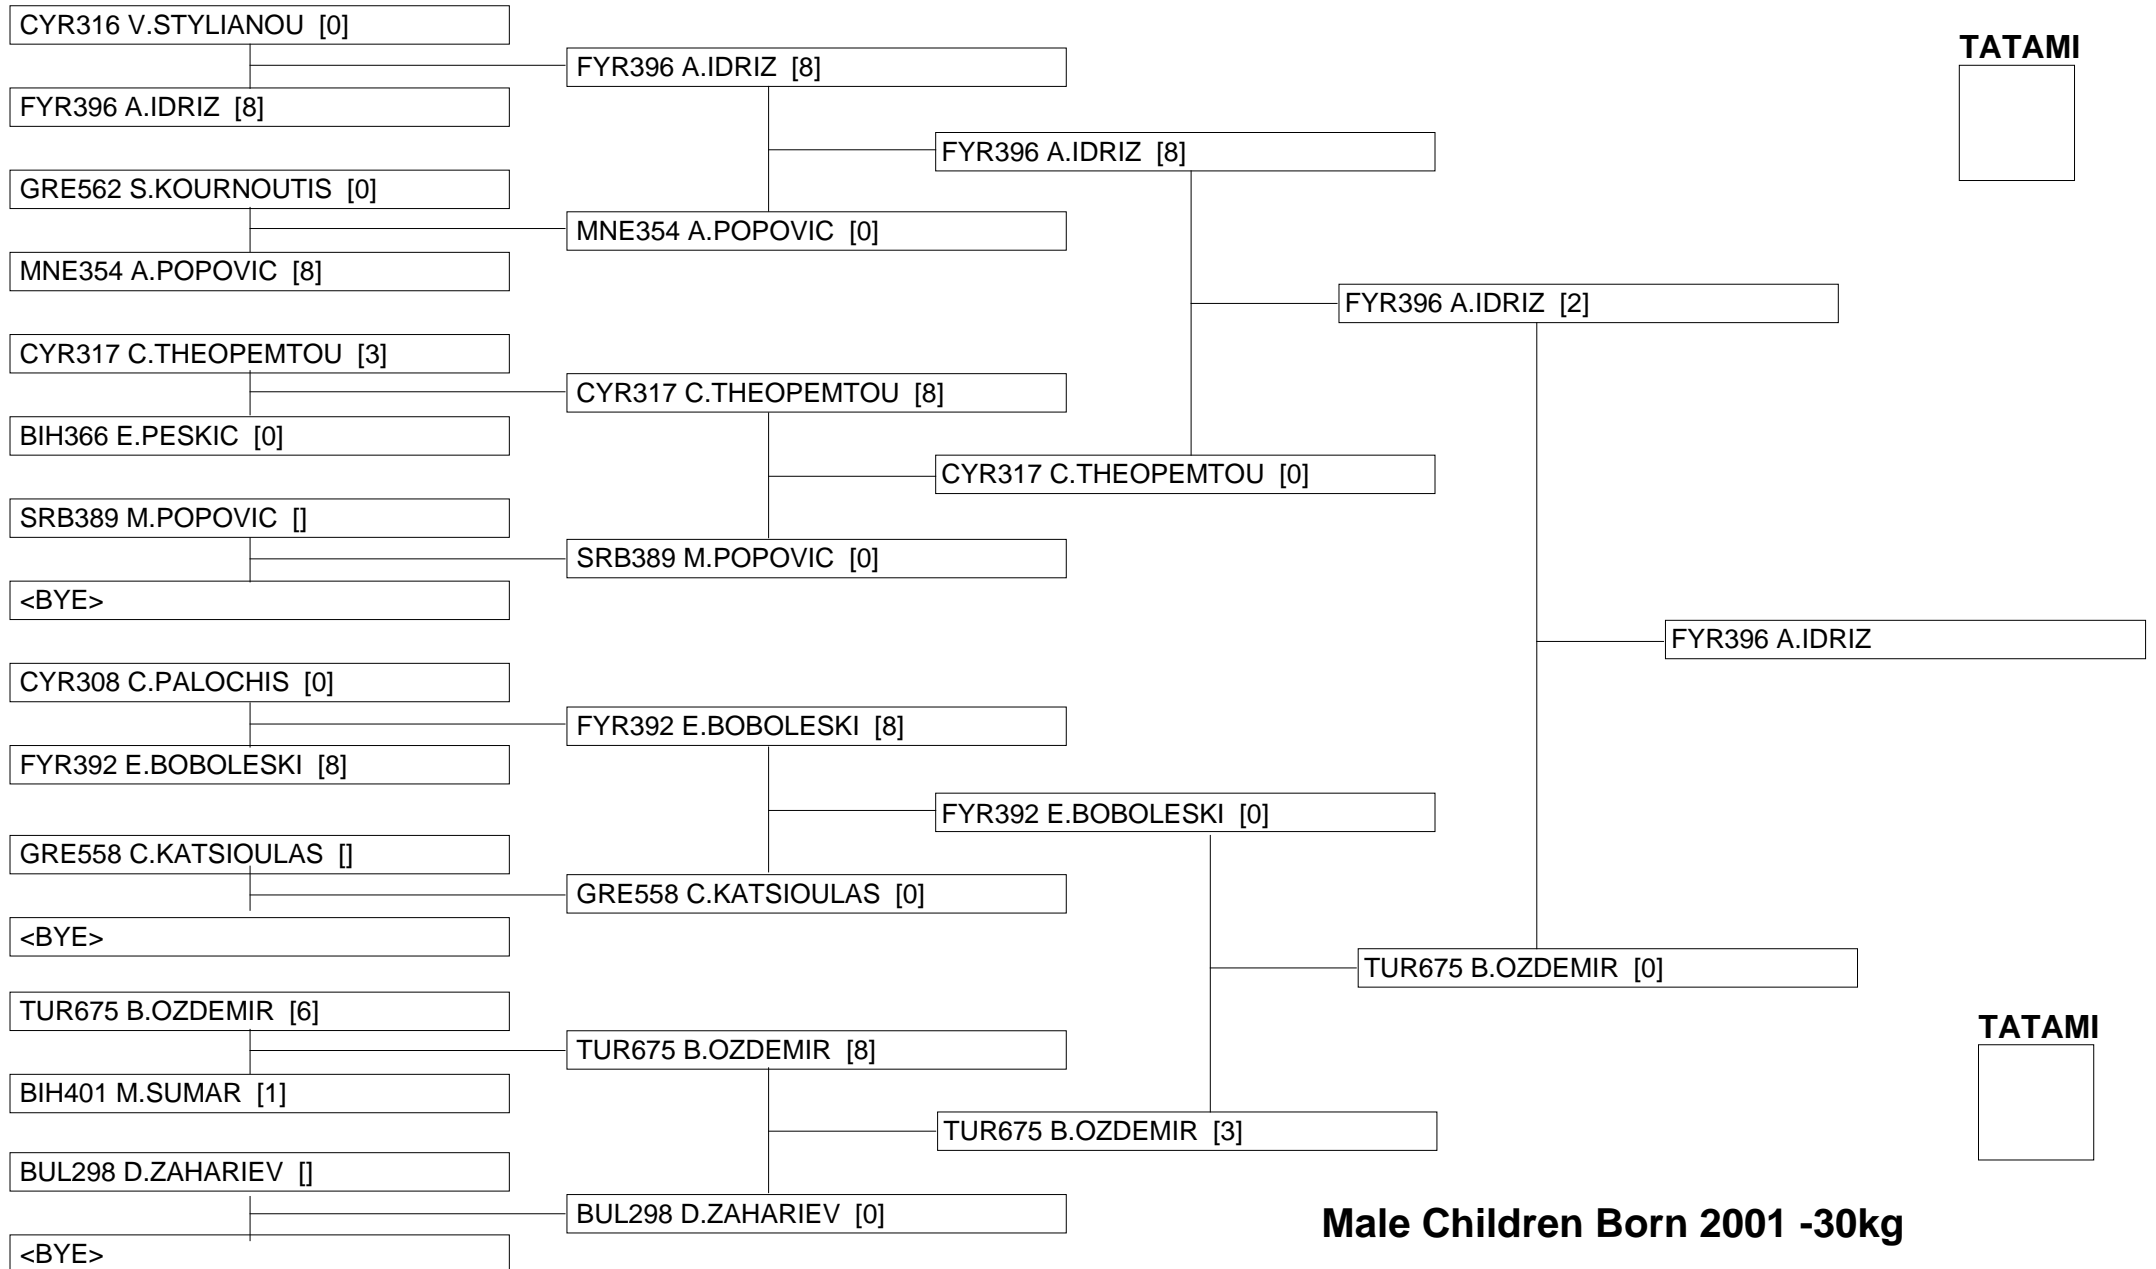 CYR316 V.STYLIANOU [0]
FYR396 A.IDRIZ [8]
GRE562 S.KOURNOUTIS [0]
MNE354 A.POPOVIC [8]
CYR317 C.THEOPEMTOU [3]
BIH366 E.PESKIC [0]
SRB389 M.POPOVIC []
<BYE>
CYR308 C.PALOCHIS [0]
FYR392 E.BOBOLESKI [8]
GRE558 C.KATSIOULAS []
<BYE>
TUR675 B.OZDEMIR [6]
BIH401 M.SUMAR [1]
BUL298 D.ZAHARIEV []
<BYE>
FYR396 A.IDRIZ [8]
MNE354 A.POPOVIC [0]
CYR317 C.THEOPEMTOU [8]
SRB389 M.POPOVIC [0]
FYR392 E.BOBOLESKI [8]
GRE558 C.KATSIOULAS [0]
TUR675 B.OZDEMIR [8]
BUL298 D.ZAHARIEV [0]
FYR396 A.IDRIZ [8]
CYR317 C.THEOPEMTOU [0]
FYR392 E.BOBOLESKI [0]
TUR675 B.OZDEMIR [3]
FYR396 A.IDRIZ [2]
TUR675 B.OZDEMIR [0]
FYR396 A.IDRIZ
TATAMI
TATAMI
Male Children Born 2001 -30kg